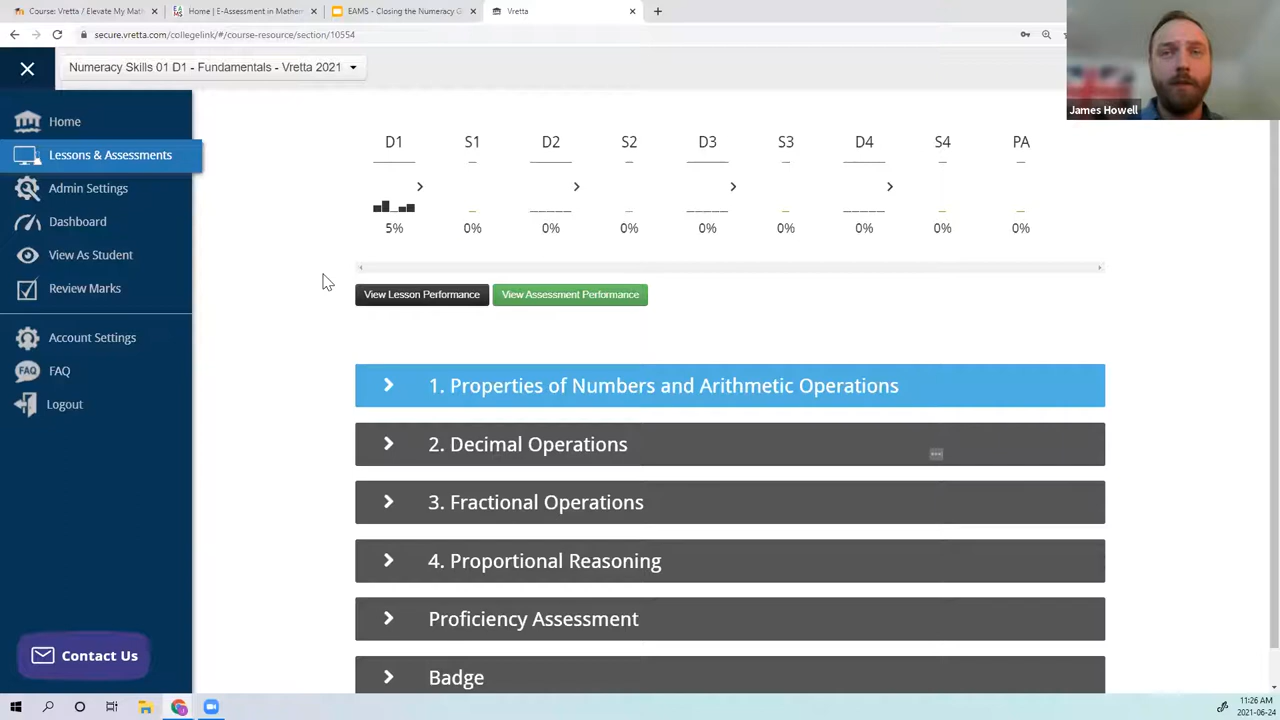 Course: Vretta / Elevate My Math
Home | E-Assessment in Mathem
EAMS - Closing the Numeracy G
Vretta
secure.vretta.com/collegelink/#/course-resource/section/10554
Numeracy Skills 01 D1 - Fundamentals - Vretta 2021
James Howell
Home
Lessons & Assessments
Admin Settings
Dashboard
View As Student
Review Marks
Account Settings
FAQ FAQ
Logout
Contact Us
D1 S1 D2 S2 D3 S3 D4 S4 PA
5% 0% 0% 0% 0% 0% 0% 0% 0%
View Lesson Performance View Assessment Performance
1. Properties of Numbers and Arithmetic Operations
2. Decimal Operations
3. Fractional Operations
4. Proportional Reasoning
Proficiency Assessment
Badge
11:26 AM
2021-06-24